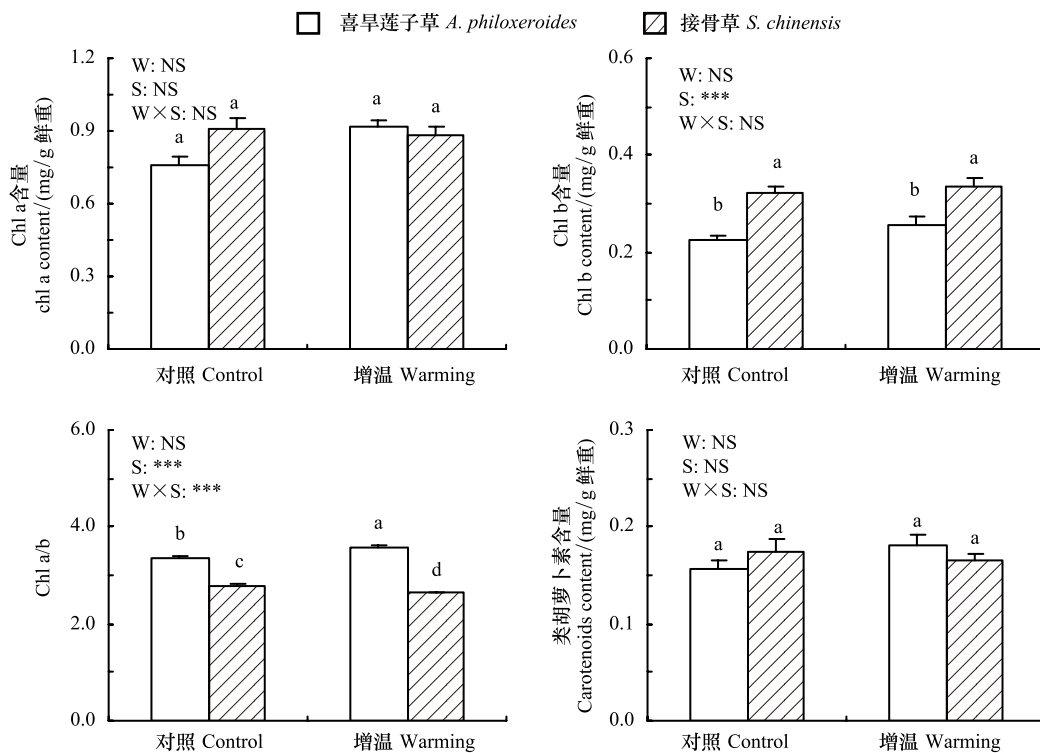 喜旱莲子草 A. philoxeroides
接骨草 S. chinensis
Chl a含量
chl a content/(mg/g 鲜重)
1.2
0.9
0.6
0.3
0.0
W: NS
S: NS
W×S: NS
a
a
a
a
对照 Control
增温 Warming
Chl b含量
Chl b content/(mg/g 鲜重)
0.6
0.4
0.2
0.0
W: NS
S: ***
W×S: NS
b
a
b
a
对照 Control
增温 Warming
Chl a/b
6.0
4.0
2.0
0.0
W: NS
S: ***
W×S: ***
b
c
a
d
对照 Control
增温 Warming
类胡萝卜素含量
Carotenoids content/(mg/g 鲜重)
0.3
0.2
0.1
0.0
W: NS
S: NS
W×S: NS
a
a
a
a
对照 Control
增温 Warming